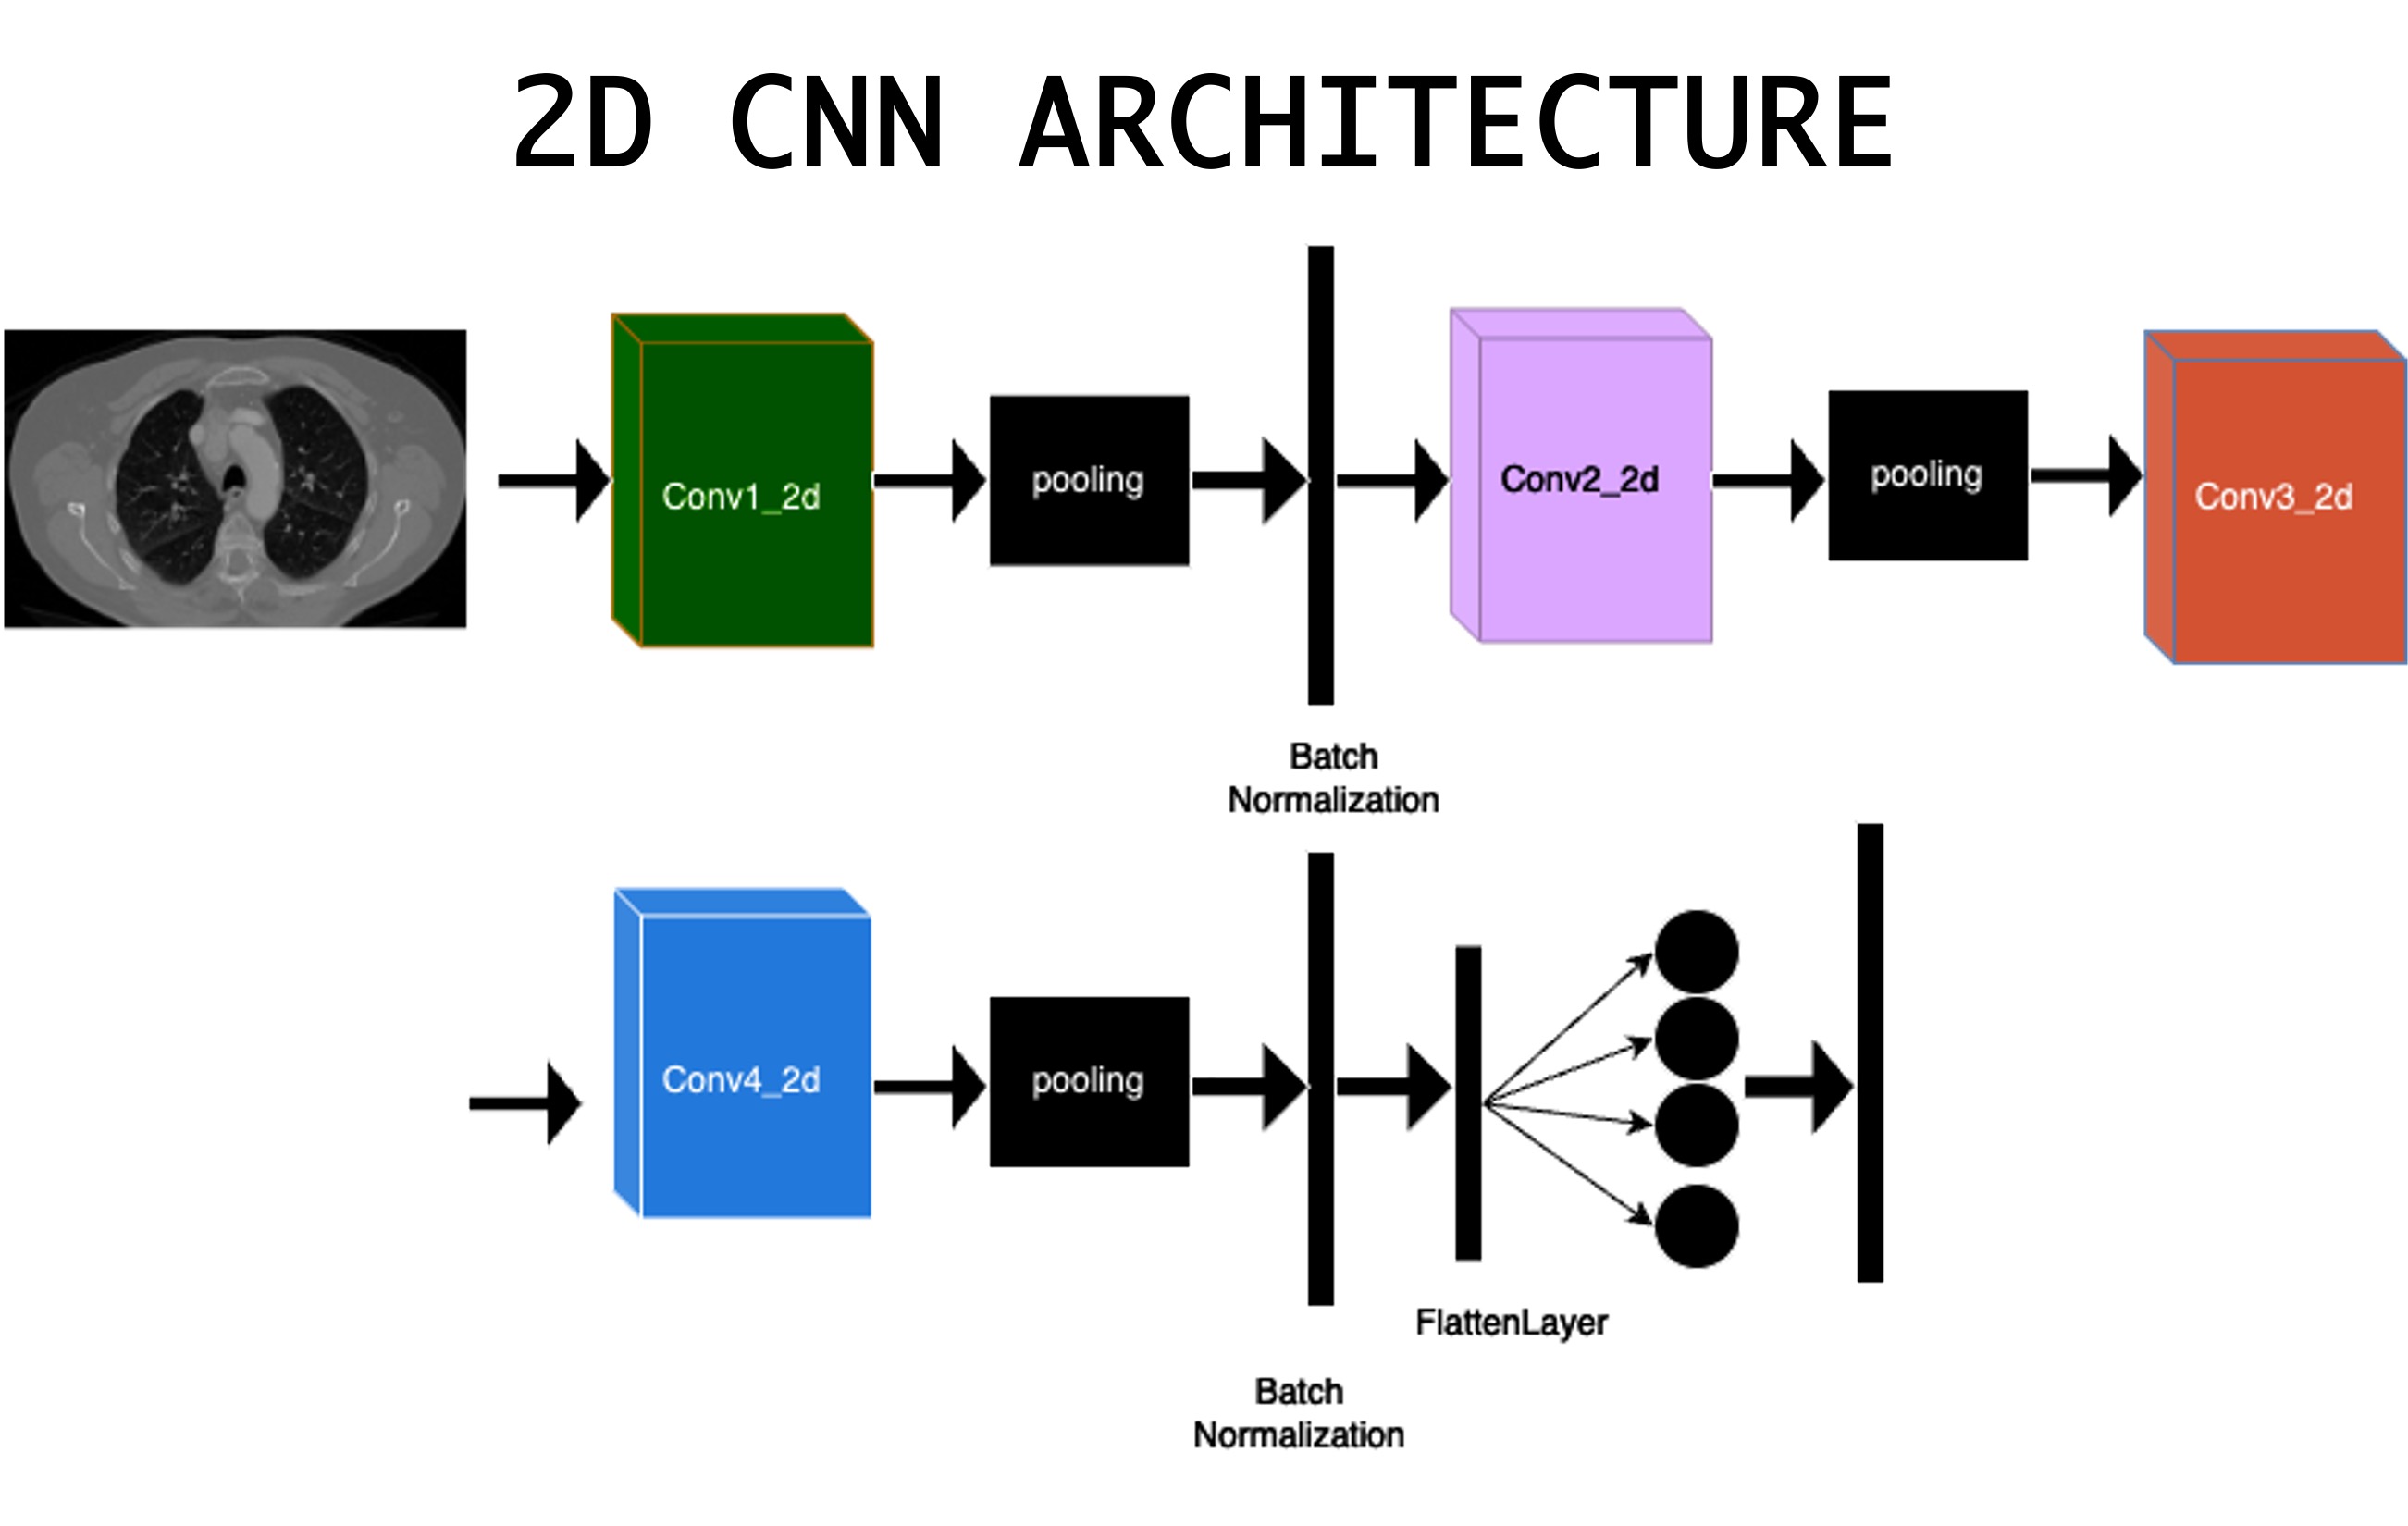 2D CNN ARCHITECTURE
Conv1_2d
pooling
Batch
Normalization
Conv2_2d
pooling
Conv3_2d
Conv4_2d
pooling
Batch
Normalization
FlattenLayer